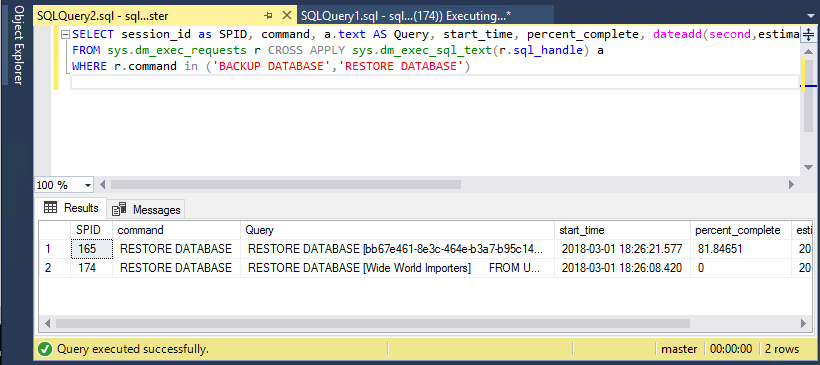 Object Explorer
SQLQuery2.sql - sql...ster SQLQuery1.sql - sql...(174)) Executing...*
SELECT session_id as SPID, command, a.text AS Query, start_time, percent_complete, dateadd(second,estima
FROM sys.dm_exec_requests r CROSS APPLY sys.dm_exec_sql_text(r.sql_handle) a
WHERE r.command in ('BACKUP DATABASE','RESTORE DATABASE')
100 %
Results Messages
SPID command Query start_time percent_complete esti
1 165 RESTORE DATABASE RESTORE DATABASE [bb67e461-8e3c-464e-b3a7-b95c14... 2018-03-01 18:26:21.577 81.84651 20
2 174 RESTORE DATABASE RESTORE DATABASE [Wide World Importers] FROM U... 2018-03-01 18:26:08.420 0 20
Query executed successfully. master 00:00:00 2 rows